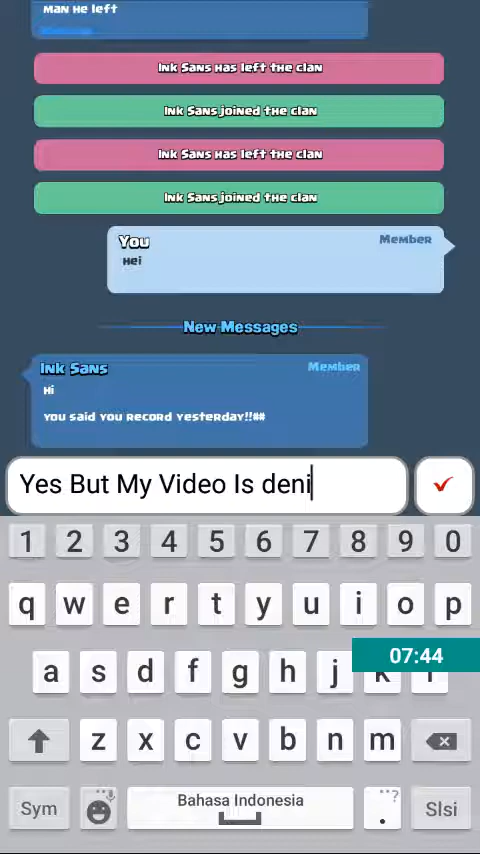 Man He left
Ink Sans has left the clan
Ink Sans joined the clan
Ink Sans has left the clan
Ink Sans joined the clan
You
Member
Hei
New Messages
Ink Sans
Member
Hi
You said you record yesterday!!##
Yes But My Video Is deni
1 2 3 4 5 6 7 8 9 0
q w e r t y u i o p
07:44
a s d f g h j k l
z x c v b n m
Sym
Bahasa Indonesia
. ?
Slsi